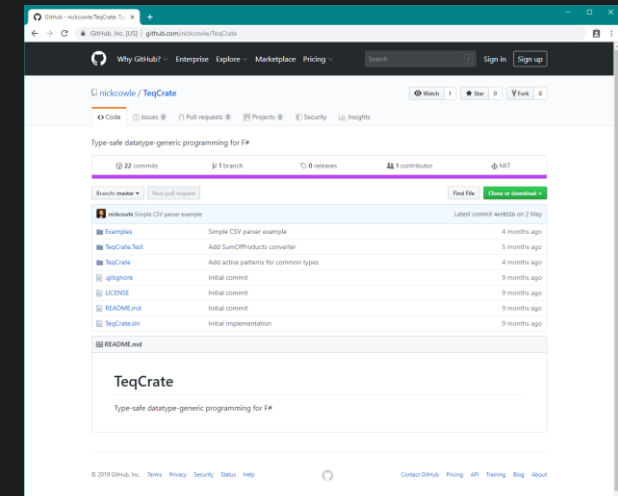 GitHub - nickcowle/TeqCrate: Ty
GitHub, Inc. [US] | github.com/nickcowle/TeqCrate
Why GitHub? Enterprise Explore Marketplace Pricing Search / Sign in Sign up
nickcowle / TeqCrate Watch 1 Star 0 Fork 0
Code Issues 0 Pull requests 0 Projects 0 Security Insights
Type-safe datatype-generic programming for F#
22 commits 1 branch 0 releases 1 contributor MIT
Branch: master New pull request Find File Clone or download
nickcowle Simple CSV parser example Latest commit on 2 May
Examples Simple CSV parser example 4 months ago
TeqCrate.Test Add SumOfProducts converter 5 months ago
TeqCrate Add active patterns for common types 4 months ago
.gitignore Initial commit 9 months ago
LICENSE Initial commit 9 months ago
README.md Initial commit 9 months ago
TeqCrate.sln Initial implementation 9 months ago
README.md
TeqCrate
Type-safe datatype-generic programming for F#
© 2019 GitHub, Inc. Terms Privacy Security Status Help Contact GitHub Pricing API Training Blog About